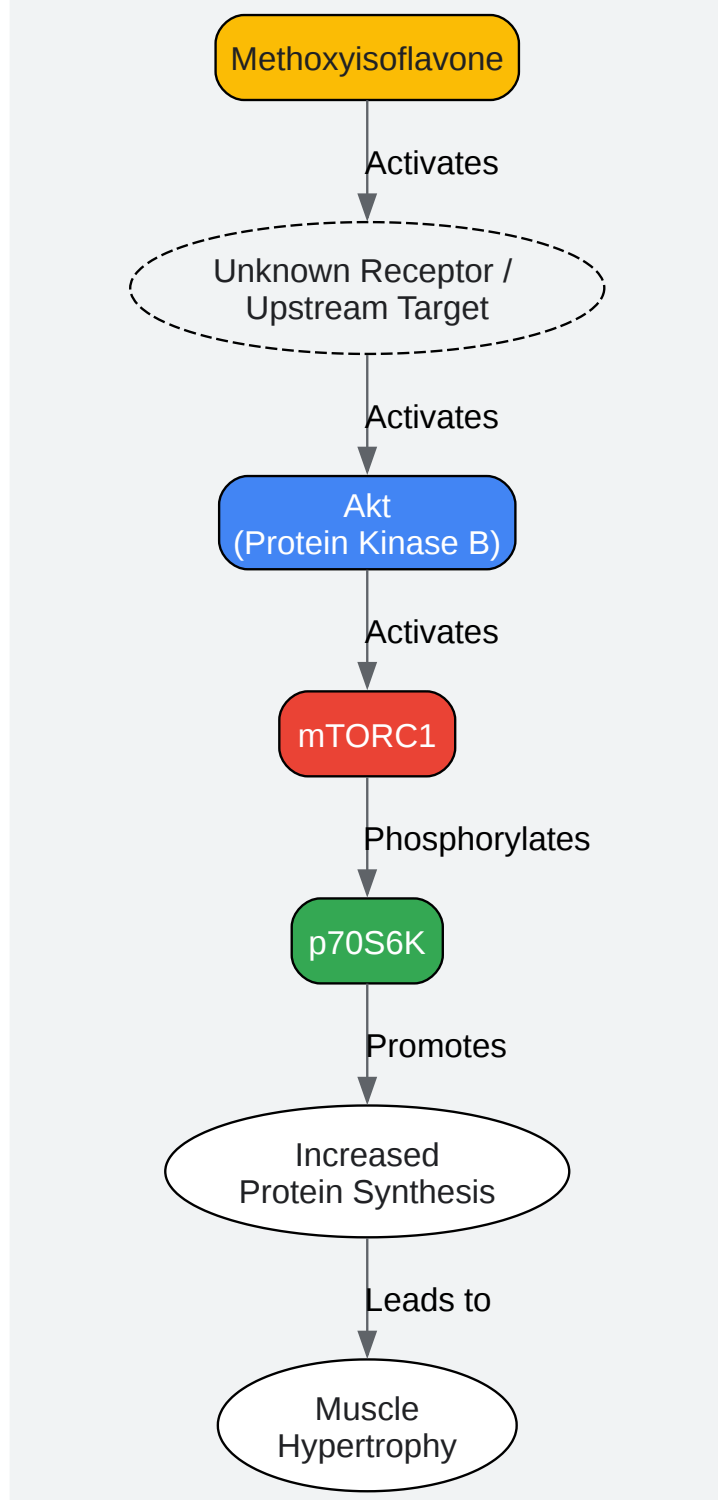 Methoxyisoflavone
Activates
Unknown Receptor /
Upstream Target
Activates
Akt
(Protein Kinase B)
Activates
mTORC1
Phosphorylates
p70S6K
Promotes
Increased
Protein Synthesis
Leads to
Muscle
Hypertrophy